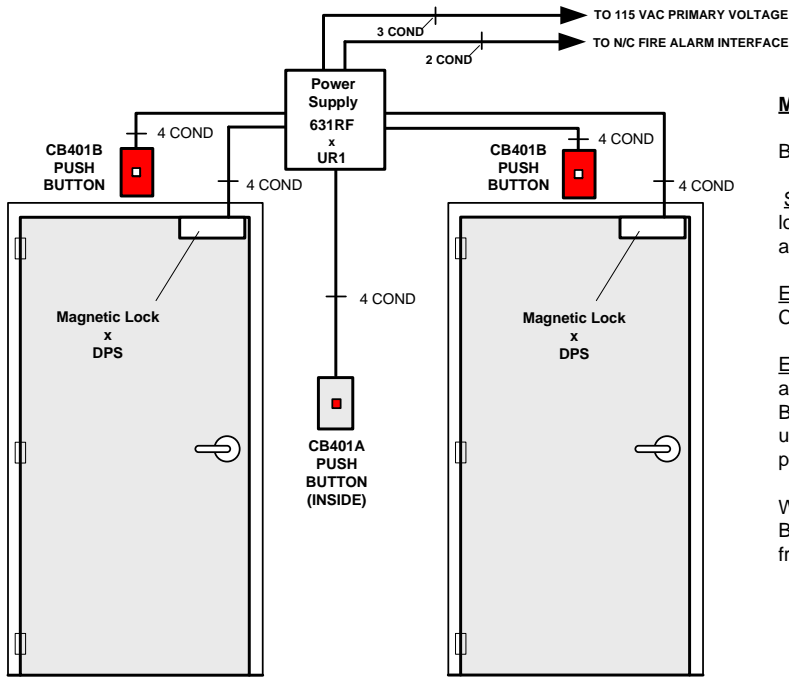 3 COND
TO 115 VAC PRIMARY VOLTAGE
2 COND
TO N/C FIRE ALARM INTERFACE
Power
Supply
631RF
x
UR1
4 COND
CB401B
PUSH
BUTTON
4 COND
CB401B
PUSH
BUTTON
4 COND
4 COND
Magnetic Lock
x
DPS
4 COND
CB401A
PUSH
BUTTON
(INSIDE)
Magnetic Lock
x
DPS